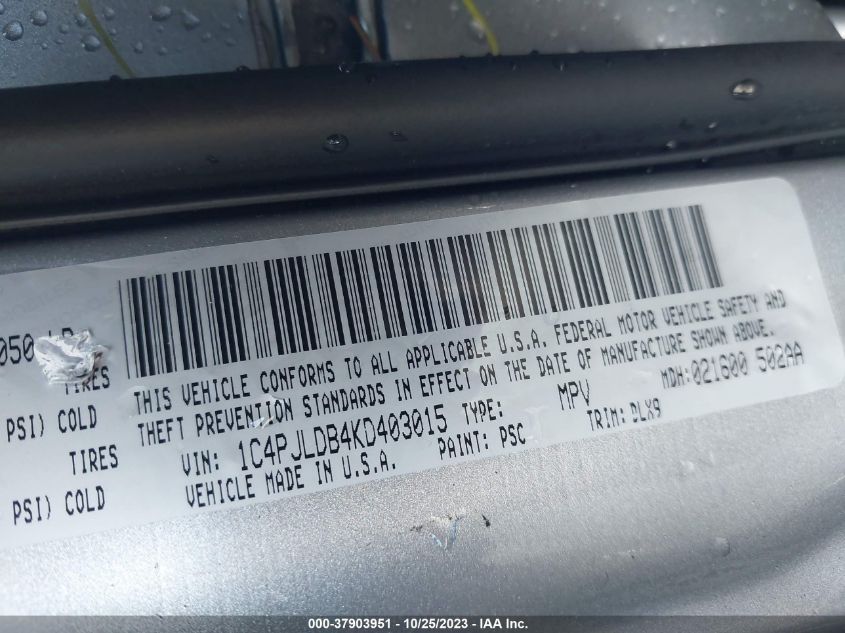 050
TIRES
PSI) COLD
TIRES
PSI) COLD
THIS VEHICLE CONFORMS TO ALL APPLICABLE U.S.A. FEDERAL MOTOR VEHICLE SAFETY AND
THEFT PREVENTION STANDARDS IN EFFECT ON THE DATE OF MANUFACTURE SHOWN ABOVE.
VIN: 1C4PJLDB4KD403015 TYPE: MPV MDH:021600 502AA
VEHICLE MADE IN U.S.A. PAINT: PSC TRIM: DLX9
000-37903951 - 10/25/2023 - IAA Inc.